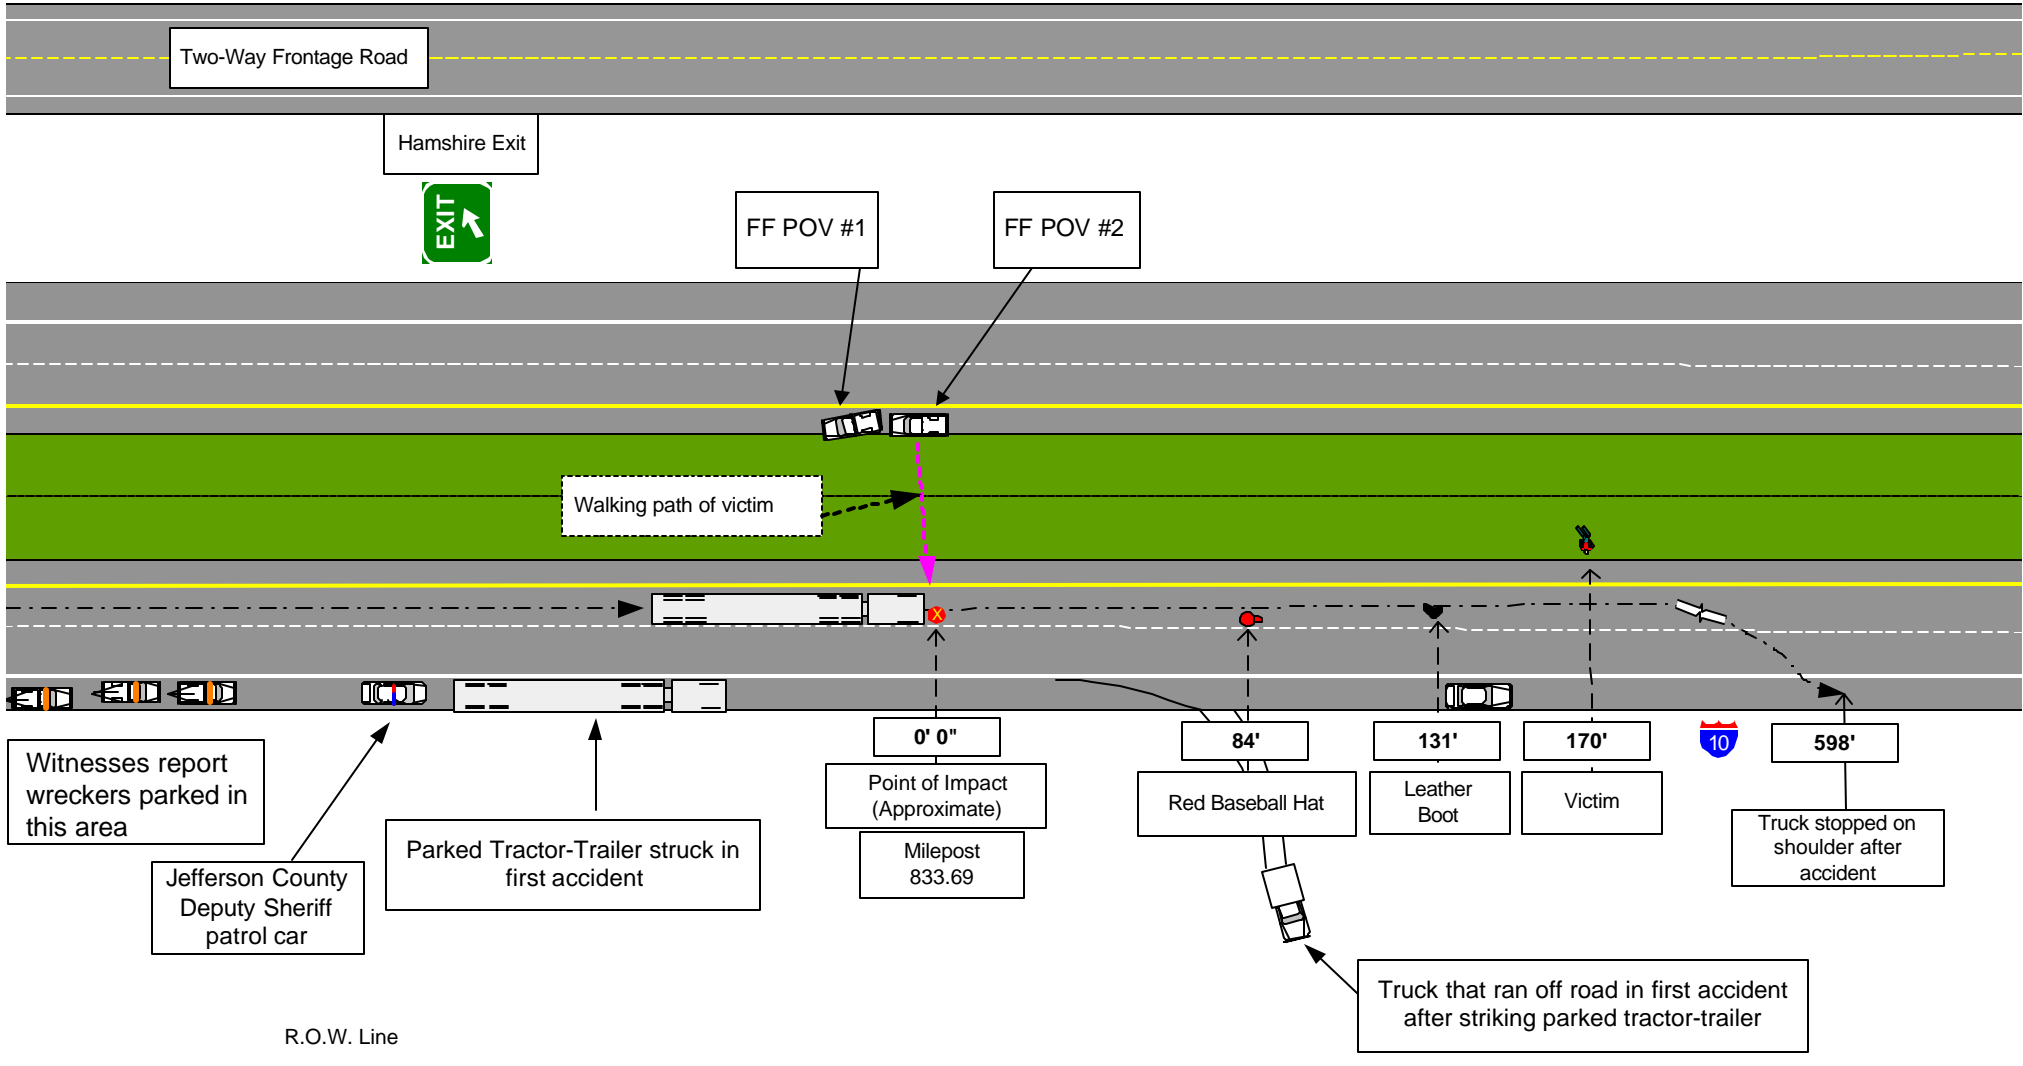 Two-Way Frontage Road
Hamshire Exit
EXIT
FF POV #1
FF POV #2
Walking path of victim
X
0' 0"
84'
131'
170'
10
598'
Witnesses report
wreckers parked in
this area
Jefferson County
Deputy Sheriff
patrol car
Parked Tractor-Trailer struck in
first accident
Point of Impact
(Approximate)
Milepost
833.69
Red Baseball Hat
Leather
Boot
Victim
Truck stopped on
shoulder after
accident
Truck that ran off road in first accident
after striking parked tractor-trailer
R.O.W. Line